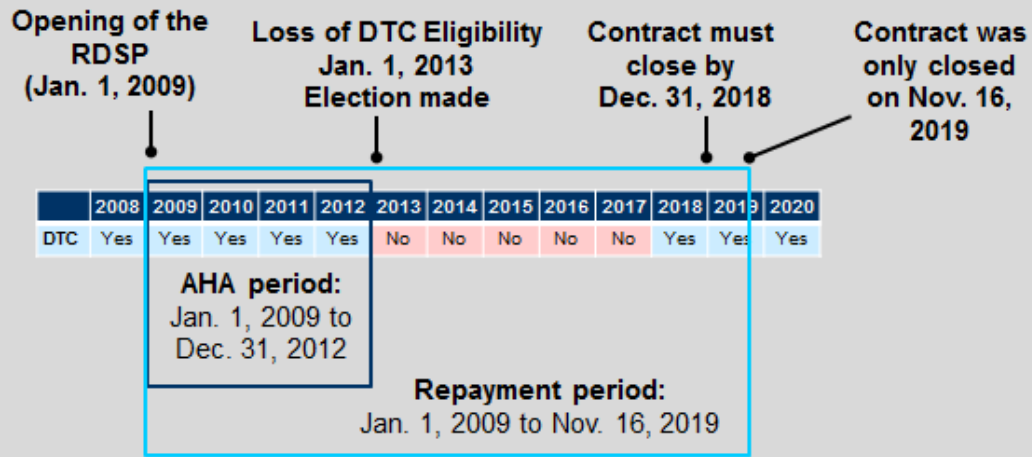 Opening of the
RDSP
(Jan. 1, 2009)
Loss of DTC Eligibility
Jan. 1, 2013
Election made
Contract must
close by
Dec. 31, 2018
Contract was
only closed
on Nov. 16,
2019
2008 2009 2010 2011 2012 2013 2014 2015 2016 2017 2018 2019 2020
DTC Yes Yes Yes Yes Yes No No No No No Yes Yes Yes
AHA period:
Jan. 1, 2009 to
Dec. 31, 2012
Repayment period:
Jan. 1, 2009 to Nov. 16, 2019